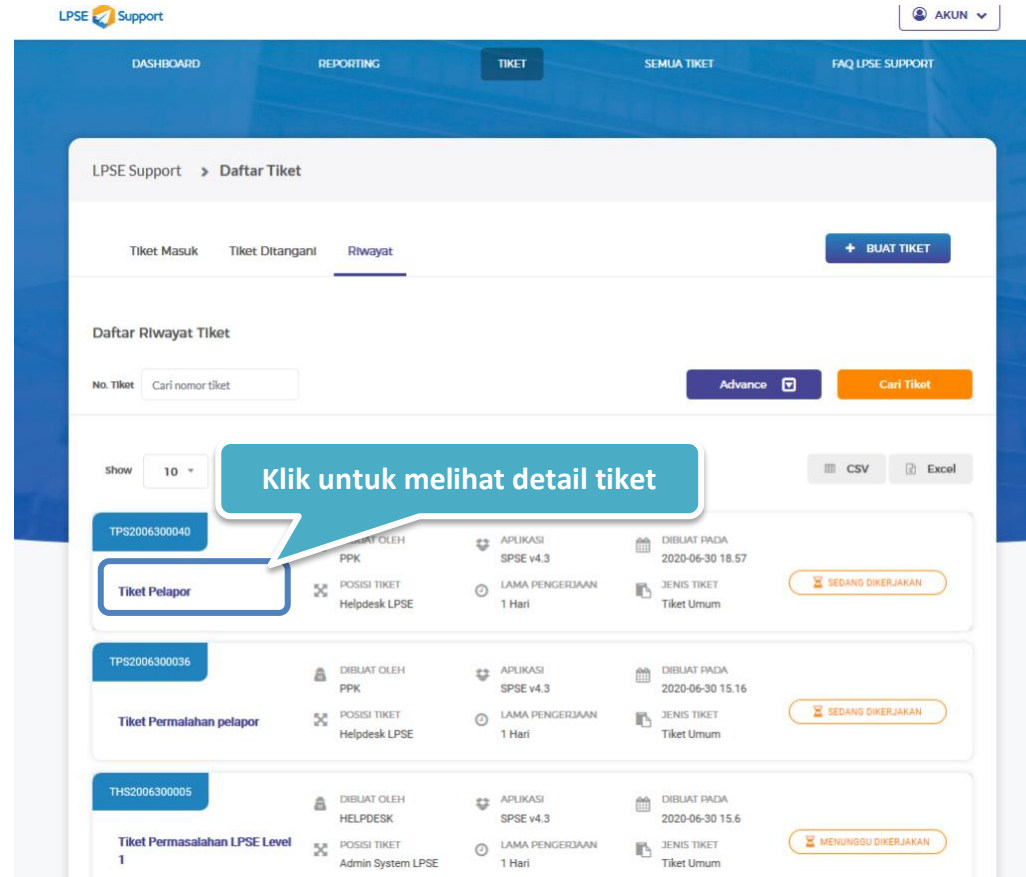 LPSE Support
AKUN
DASHBOARD REPORTING TIKET SEMUA TIKET FAQ LPSE SUPPORT
LPSE Support > Daftar Tiket
Tiket Masuk Tiket Ditangani Riwayat
+ BUAT TIKET
Daftar Riwayat Tiket
No. Tiket Cari nomor tiket Advance Cari Tiket
Show 10
Klik untuk melihat detail tiket
CSV Excel
TPS2006300040
OLEH
PPK
APLIKASI
SPSE v4.3
DIBUAT PADA
2020-06-30 18.57
Tiket Pelapor
POSISI TIKET
Helpdesk LPSE
LAMA PENGERJAAN
1 Hari
JENIS TIKET
Tiket Umum
SEDANG DIKERJAKAN
TPS2006300036
DIBUAT OLEH
PPK
APLIKASI
SPSE v4.3
DIBUAT PADA
2020-06-30 15.16
Tiket Permalahan pelapor
POSISI TIKET
Helpdesk LPSE
LAMA PENGERJAAN
1 Hari
JENIS TIKET
Tiket Umum
SEDANG DIKERJAKAN
THS2006300005
DIBUAT OLEH
HELPDESK
APLIKASI
SPSE v4.3
DIBUAT PADA
2020-06-30 15.6
Tiket Permasalahan LPSE Level
1
POSISI TIKET
Admin System LPSE
LAMA PENGERJAAN
1 Hari
JENIS TIKET
Tiket Umum
MENUNGGU DIKERJAKAN